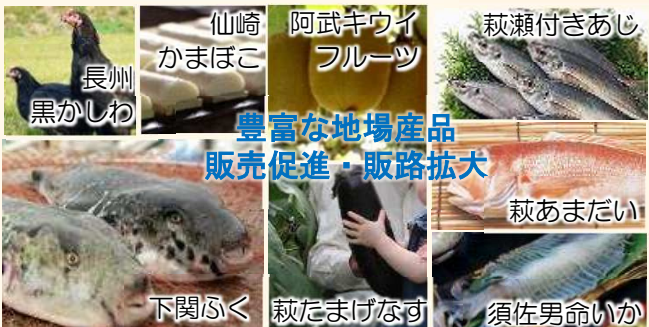 長州
黒かしわ
仙崎
かまぼこ
阿武キウイ
フルーツ
萩瀬付きあじ
豊富な地場産品
販売促進・販路拡大
萩あまだい
下関ふく
萩たまげなす
須佐男命いか